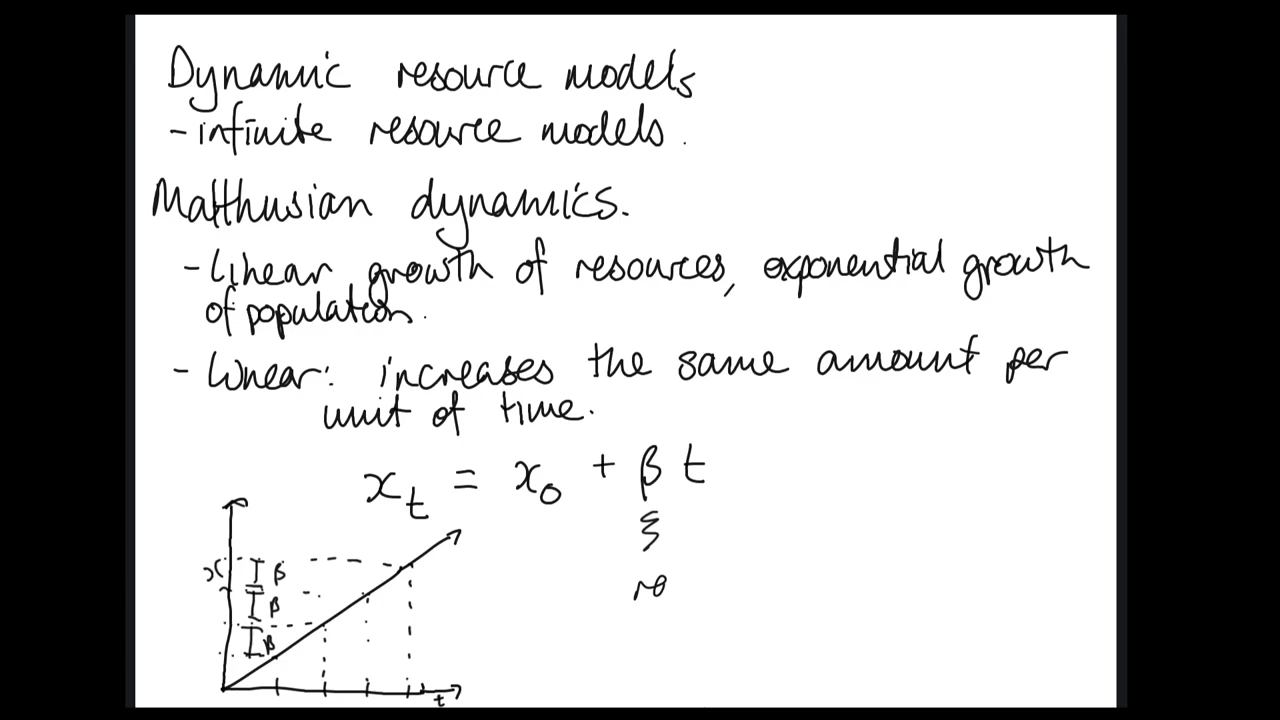 Dynamic resource models
- infinite resource models.
Malthusian dynamics.
- Linear growth of resources, exponential growth
of population.
- Linear: increases the same amount per
unit of time.
x_t = x_0 + β t
x
β
β
β
t